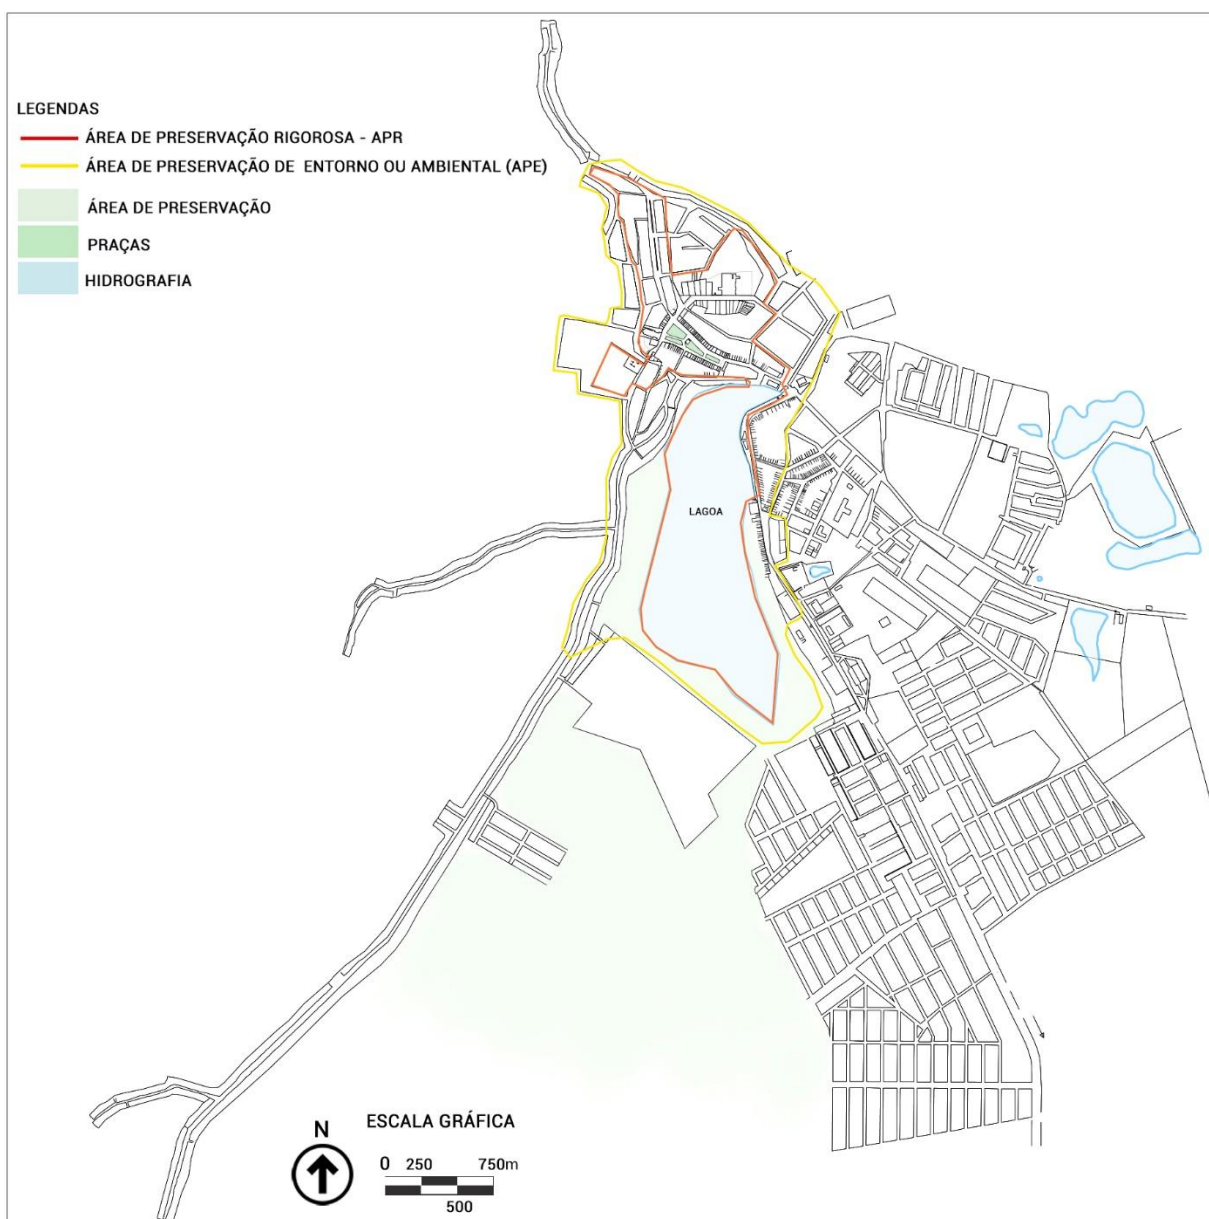 LEGENDAS
ÁREA DE PRESERVAÇÃO RIGOROSA - APR
ÁREA DE PRESERVAÇÃO DE ENTORNO OU AMBIENTAL (APE)
ÁREA DE PRESERVAÇÃO
PRAÇAS
HIDROGRAFIA
LAGOA
N
ESCALA GRÁFICA
0 250 750m
500